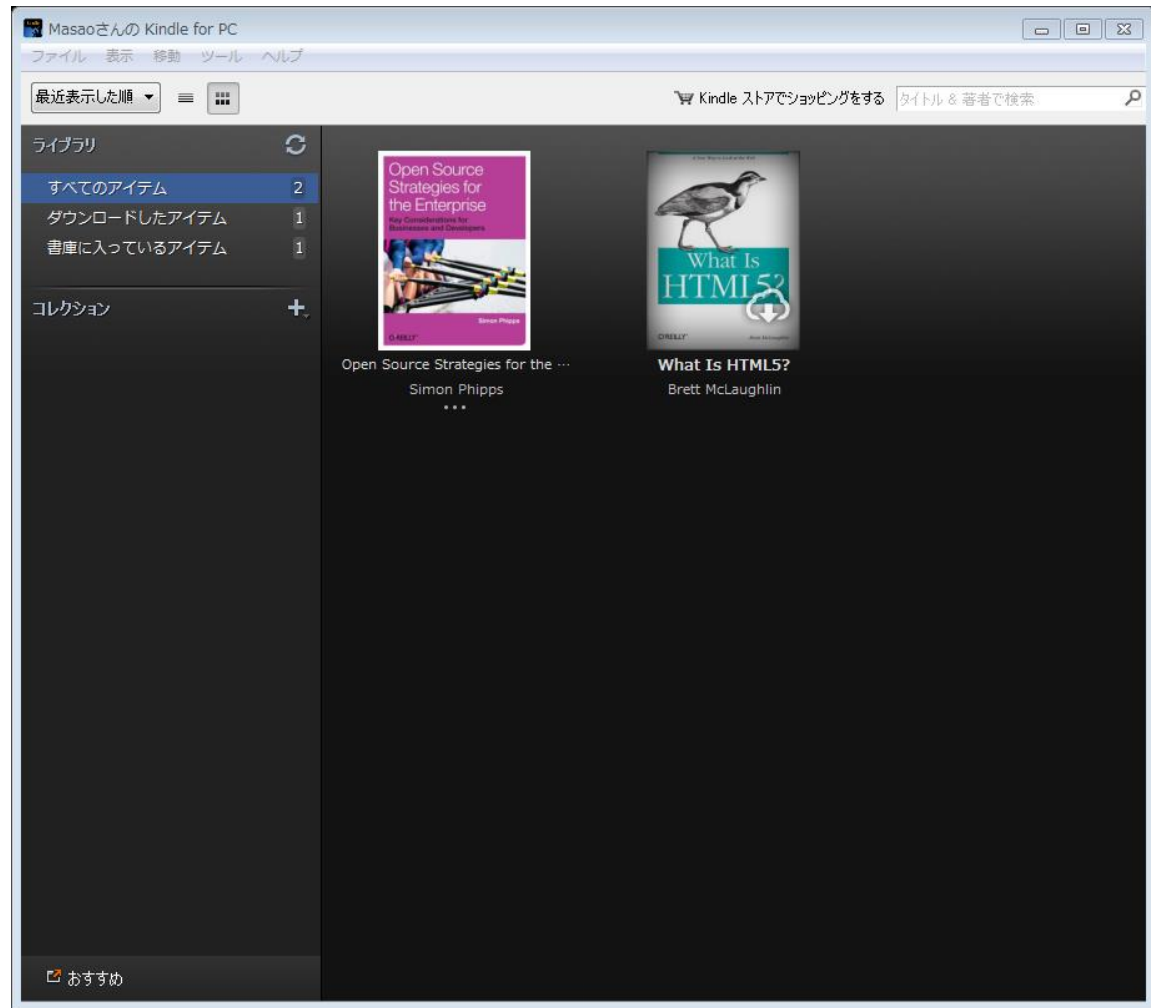 Masaoさんの Kindle for PC
ファイル 表示 移動 ツール ヘルプ
最近表示した順
Kindle ストアでショッピングをする
タイトル & 著者で検索
ライブラリ
すべてのアイテム 2
ダウンロードしたアイテム 1
書庫に入っているアイテム 1
コレクション
Open Source
Strategies for
the Enterprise
Key Considerations for
Businesses and Developers
Simon Phipps
O'REILLY
Open Source Strategies for the …
Simon Phipps
What Is
HTML5?
O'REILLY
Brett McLaughlin
What Is HTML5?
Brett McLaughlin
おすすめ